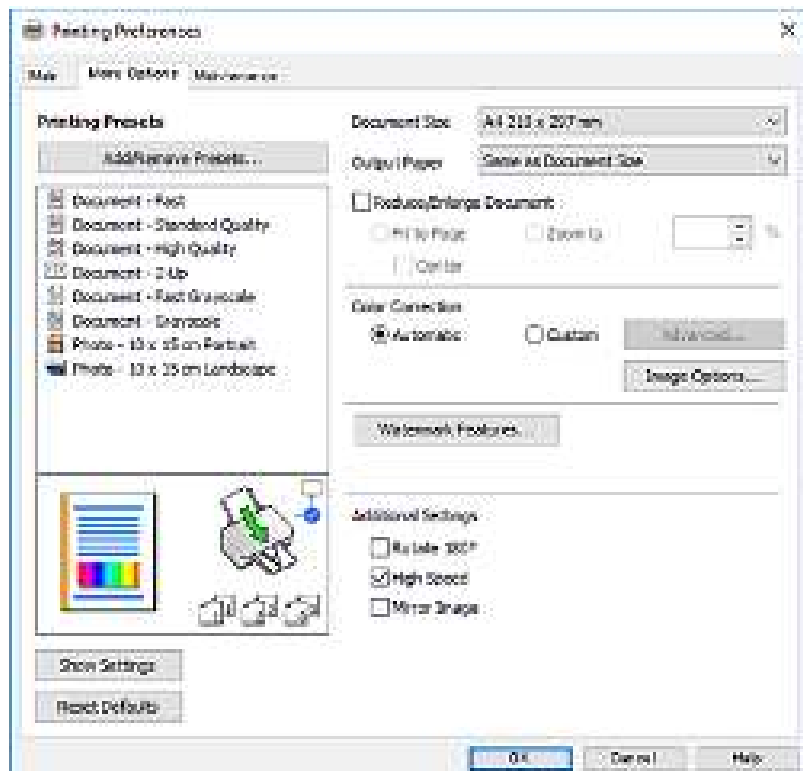 Printing Preferences
Main
More Options
Maintenance
Printing Presets
Add/Remove Presets...
Document - Fast
Document - Standard Quality
Document - High Quality
Document - 2-Up
Document - Fast Grayscale
Document - Grayscale
Photo - 10 x 15 cm Portrait
Photo - 10 x 15 cm Landscape
Show Settings
Reset Defaults
Document Size
A4 210 x 297 mm
Output Paper
Same as Document Size
Reduce/Enlarge Document
Fit to Page
Zoom to
%
Center
Color Correction
Automatic
Custom
Advanced...
Image Options...
Watermark Features...
Additional Settings
Rotate 180°
High Speed
Mirror Image
OK
Cancel
Help